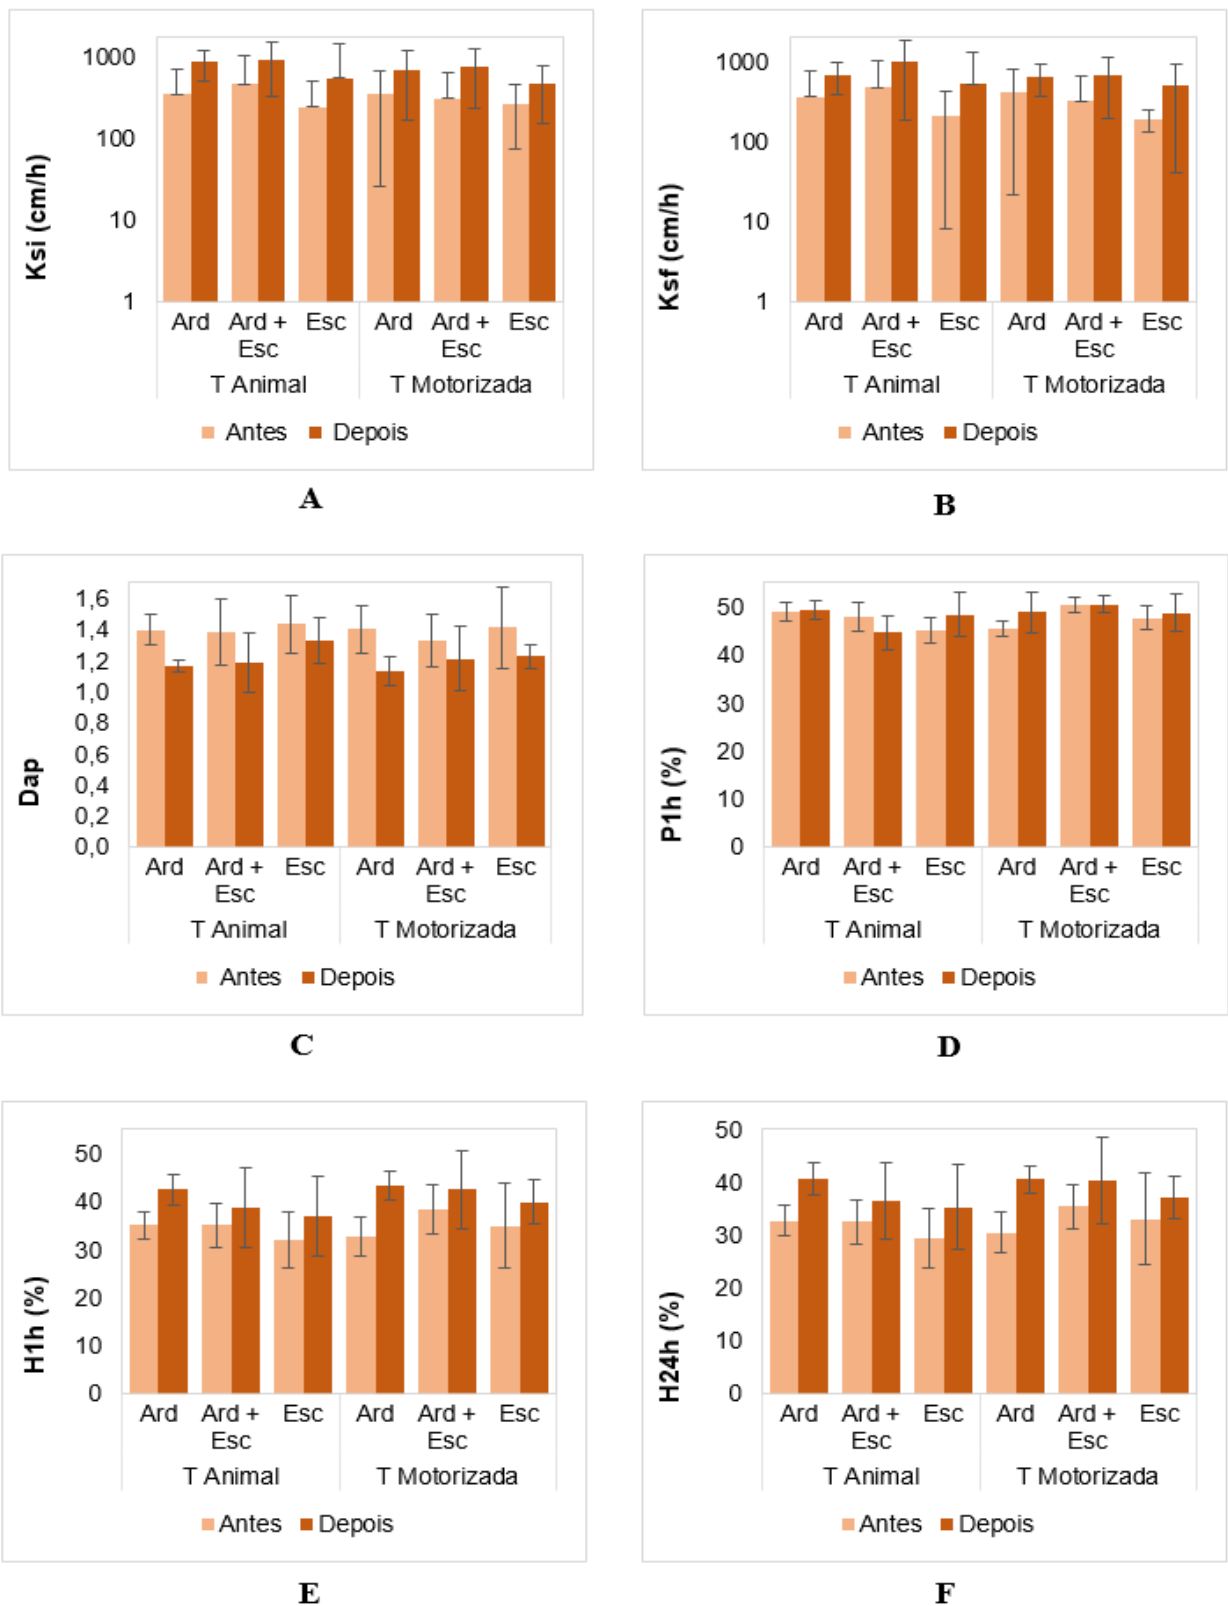 Ksi (cm/h)
1000
100
10
1
Ard Ard + Esc Esc Ard Ard + Esc Esc
T Animal T Motorizada
Antes Depois
A
Ksf (cm/h)
1000
100
10
1
Ard Ard + Esc Esc Ard Ard + Esc Esc
T Animal T Motorizada
Antes Depois
B
Dap
1,6
1,4
1,2
1,0
0,8
0,6
0,4
0,2
0,0
Ard Ard + Esc Esc Ard Ard + Esc Esc
T Animal T Motorizada
Antes Depois
C
P1h (%)
50
40
30
20
10
0
Ard Ard + Esc Esc Ard Ard + Esc Esc
T Animal T Motorizada
Antes Depois
D
H1h (%)
50
40
30
20
10
0
Ard Ard + Esc Esc Ard Ard + Esc Esc
T Animal T Motorizada
Antes Depois
E
H24h (%)
50
40
30
20
10
0
Ard Ard + Esc Esc Ard Ard + Esc Esc
T Animal T Motorizada
Antes Depois
F